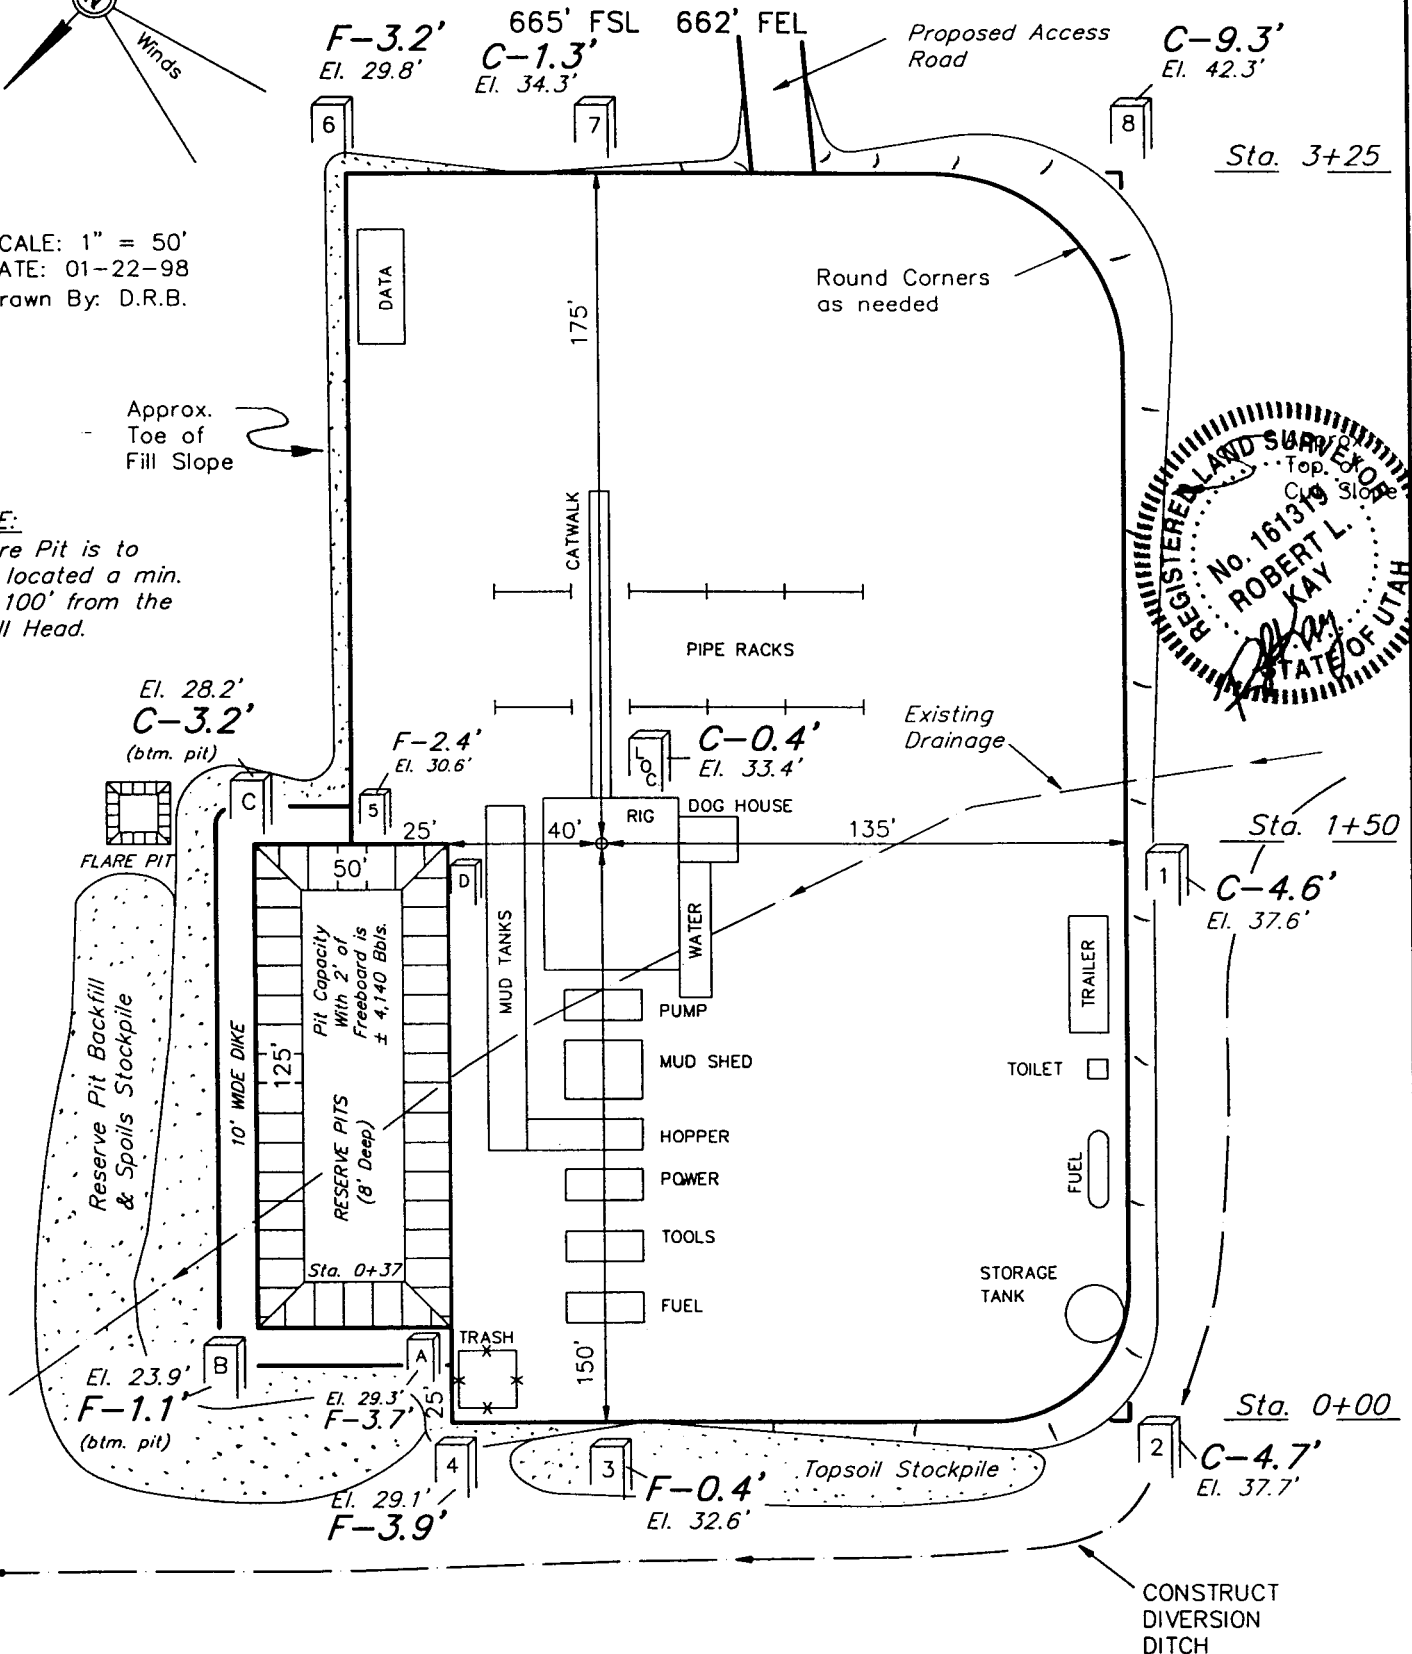 665' FSL 662' FEL
Winds
F-3.2'
El. 29.8'
C-1.3'
El. 34.3'
Proposed Access
Road
C-9.3'
El. 42.3'
6
7
8
Sta. 3+25
CALE: 1" = 50'
ATE: 01-22-98
rawn By: D.R.B.
DATA
175'
Round Corners
as needed
Approx.
Toe of
Fill Slope
Approx.
Top of
Cut Slope
REGISTERED LAND SURVEYOR
No. 161319
ROBERT L.
KAY
STATE OF UTAH
E:
re Pit is to
located a min.
100' from the
ll Head.
CATWALK
PIPE RACKS
El. 28.2'
C-3.2'
(btm. pit)
F-2.4'
El. 30.6'
LOC
C-0.4'
El. 33.4'
Existing
Drainage
C
5
RIG
DOG HOUSE
25'
40'
135'
Sta. 1+50
FLARE PIT
50'
D
1
C-4.6'
El. 37.6'
MUD TANKS
WATER
TRAILER
Pit Capacity
With 2' of
Freeboard is
± 4,140 Bbls.
Reserve Pit Backfill
& Spoils Stockpile
10' WIDE DIKE
125'
RESERVE PITS
(8' Deep)
PUMP
MUD SHED
TOILET
HOPPER
POWER
FUEL
TOOLS
Sta. 0+37
STORAGE
TANK
FUEL
TRASH
150'
B
A
El. 23.9'
F-1.1'
(btm. pit)
El. 29.3'
F-3.7'
25'
Sta. 0+00
4
3
2
C-4.7'
El. 37.7'
Topsoil Stockpile
F-0.4'
El. 32.6'
El. 29.1'
F-3.9'
CONSTRUCT
DIVERSION
DITCH